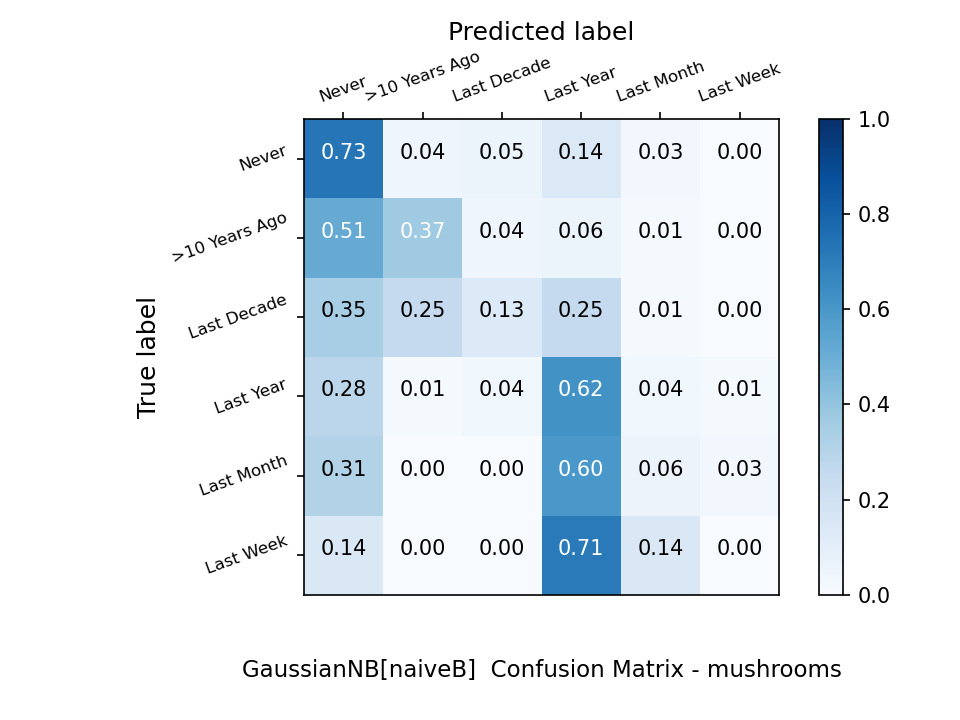 Predicted label
Never >10 Years Ago Last Decade Last Year Last Month Last Week
1.0
Never 0.73 0.04 0.05 0.14 0.03 0.00
0.8
>10 Years Ago 0.51 0.37 0.04 0.06 0.01 0.00
Last Decade 0.35 0.25 0.13 0.25 0.01 0.00
0.6
True label
Last Year 0.28 0.01 0.04 0.62 0.04 0.01
0.4
Last Month 0.31 0.00 0.00 0.60 0.06 0.03
0.2
Last Week 0.14 0.00 0.00 0.71 0.14 0.00
0.0
GaussianNB[naiveB]  Confusion Matrix - mushrooms